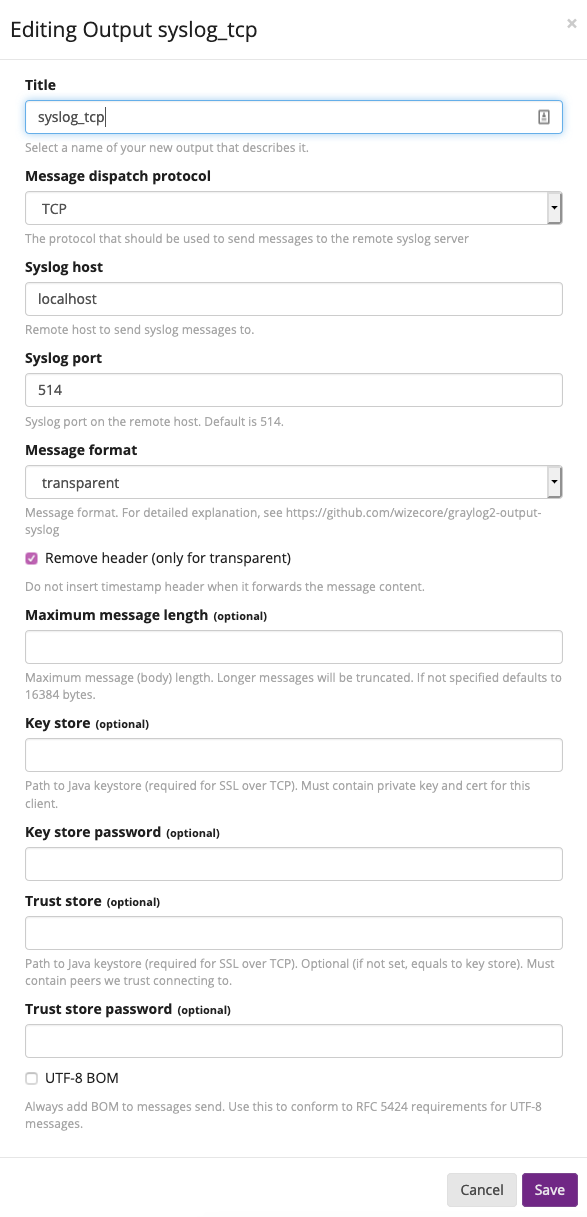 Editing Output syslog_tcp
×
Title
syslog_tcp
Select a name of your new output that describes it.
Message dispatch protocol
TCP
The protocol that should be used to send messages to the remote syslog server
Syslog host
localhost
Remote host to send syslog messages to.
Syslog port
514
Syslog port on the remote host. Default is 514.
Message format
transparent
Message format. For detailed explanation, see https://github.com/wizecore/graylog2-output-
syslog
Remove header (only for transparent)
Do not insert timestamp header when it forwards the message content.
Maximum message length (optional)
Maximum message (body) length. Longer messages will be truncated. If not specified defaults to
16384 bytes.
Key store (optional)
Path to Java keystore (required for SSL over TCP). Must contain private key and cert for this
client.
Key store password (optional)
Trust store (optional)
Path to Java keystore (required for SSL over TCP). Optional (if not set, equals to key store). Must
contain peers we trust connecting to.
Trust store password (optional)
UTF-8 BOM
Always add BOM to messages send. Use this to conform to RFC 5424 requirements for UTF-8
messages.
Cancel
Save